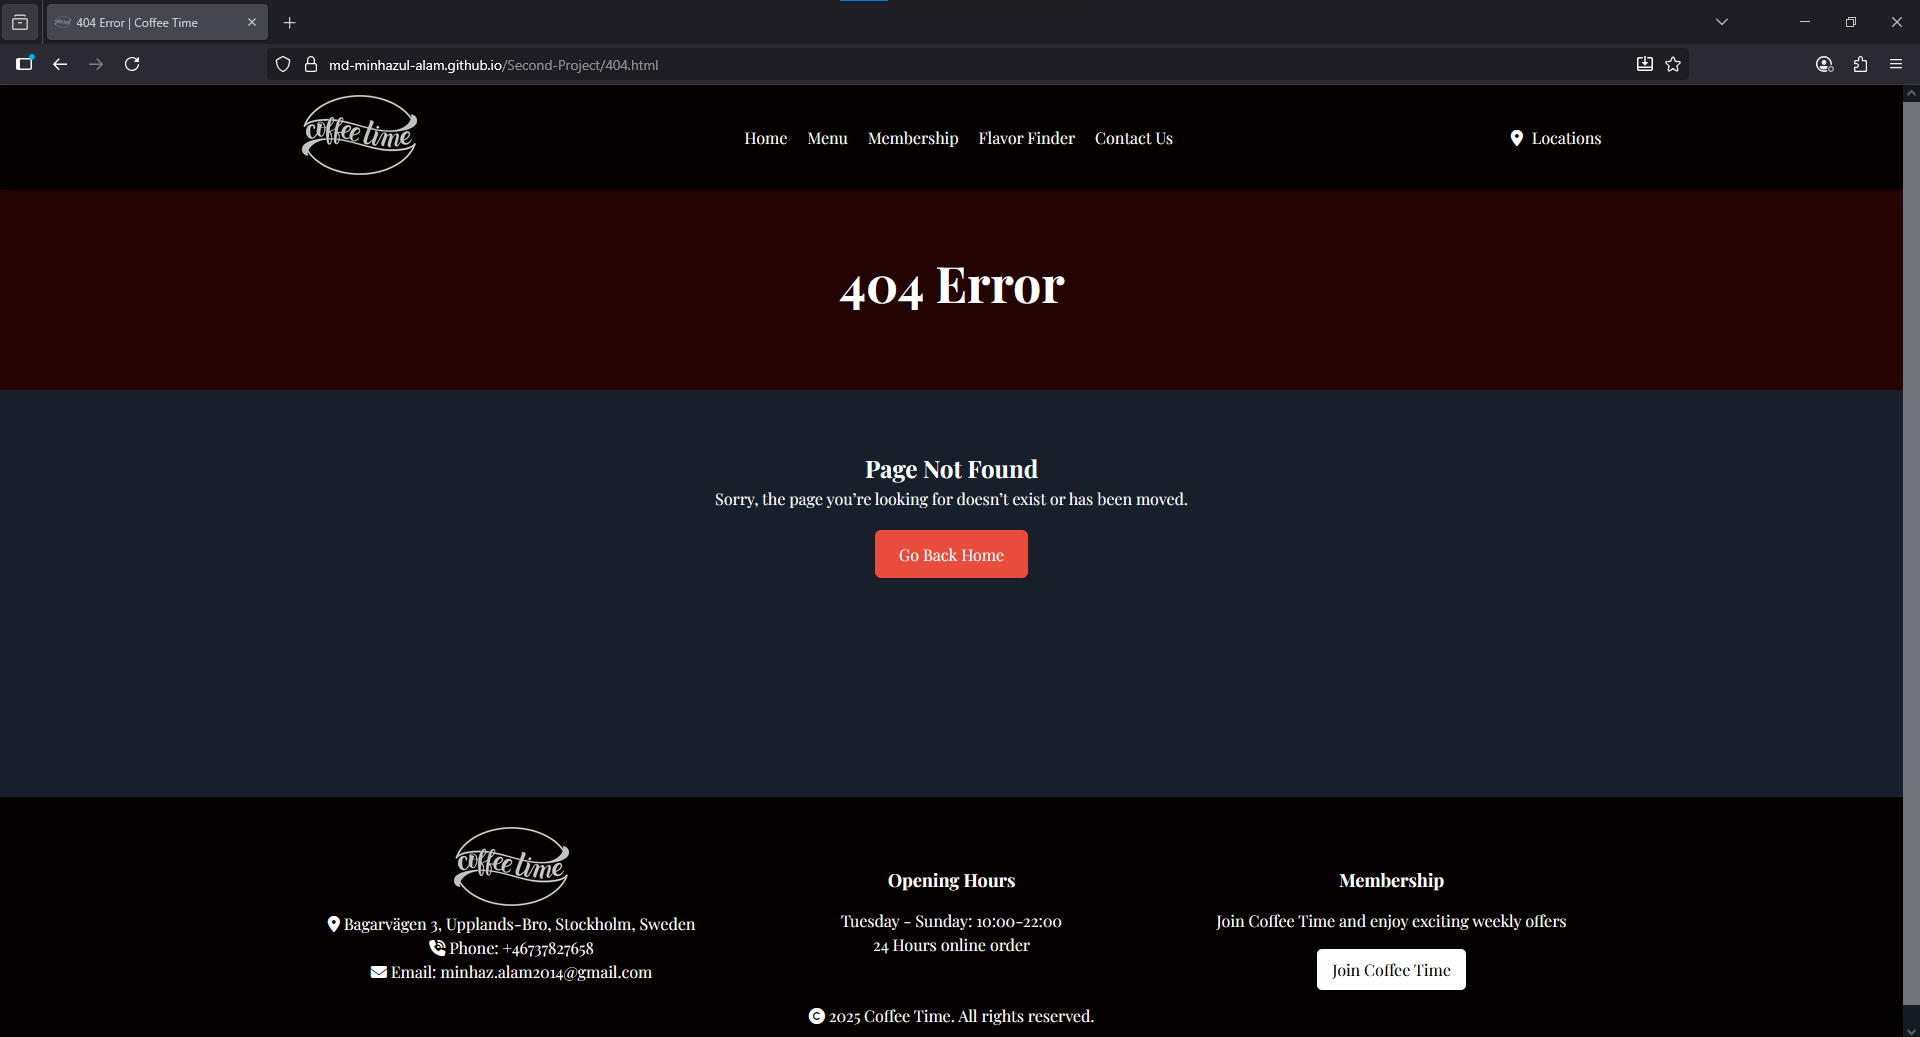 404 Error | Coffee Time
md-minhazul-alam.github.io/Second-Project/404.html
coffee time
Home Menu Membership Flavor Finder Contact Us
Locations
404 Error
Page Not Found
Sorry, the page you’re looking for doesn’t exist or has been moved.
Go Back Home
coffee time
Bagarvägen 3, Upplands-Bro, Stockholm, Sweden
Phone: +46737827658
Email: minhaz.alam2014@gmail.com
Opening Hours
Tuesday - Sunday: 10:00-22:00
24 Hours online order
Membership
Join Coffee Time and enjoy exciting weekly offers
Join Coffee Time
© 2025 Coffee Time. All rights reserved.